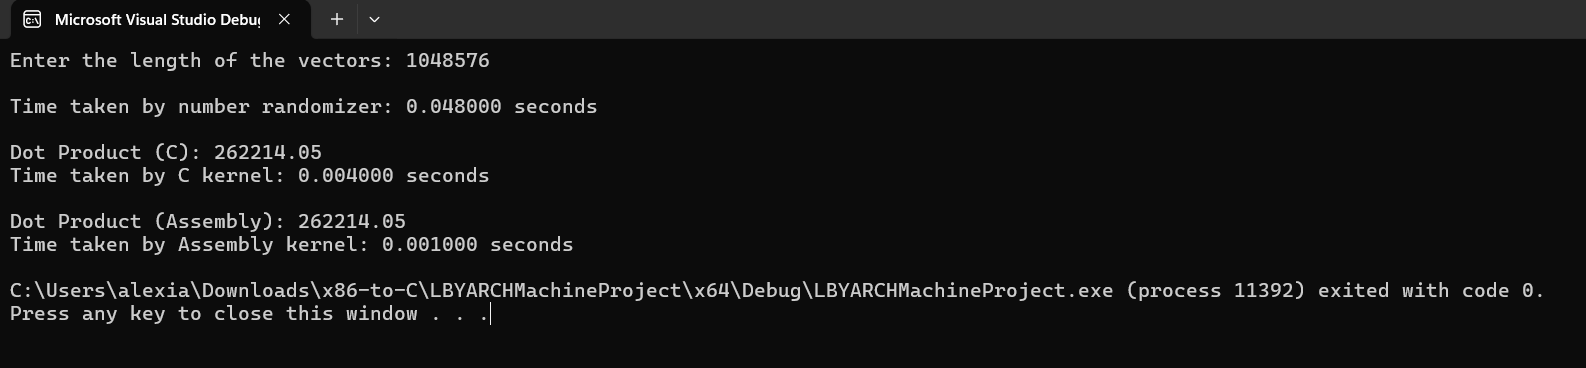 Microsoft Visual Studio Debu
Enter the length of the vectors: 1048576
Time taken by number randomizer: 0.048000 seconds
Dot Product (C): 262214.05
Time taken by C kernel: 0.004000 seconds
Dot Product (Assembly): 262214.05
Time taken by Assembly kernel: 0.001000 seconds
C:\Users\alexia\Downloads\x86-to-C\LBYARCHMachineProject\x64\Debug\LBYARCHMachineProject.exe (process 11392) exited with code 0.
Press any key to close this window . . .